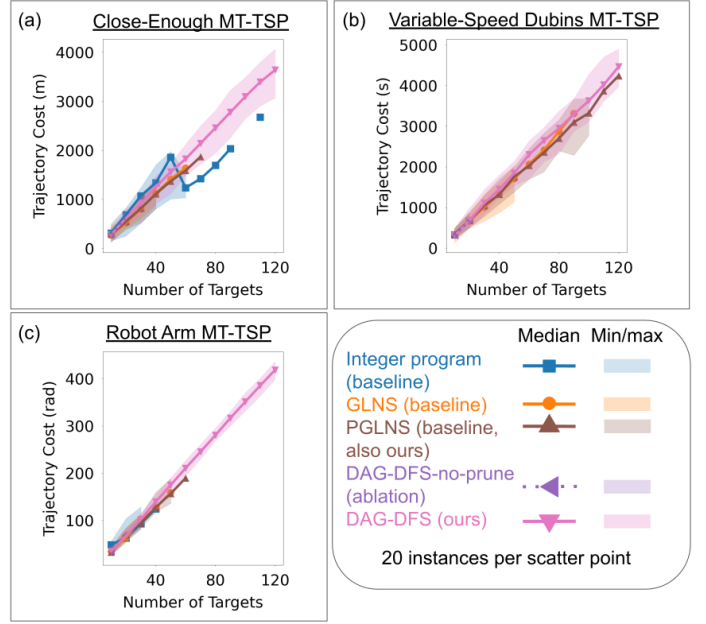 (a) Close-Enough MT-TSP
Trajectory Cost (m)
4000
3000
2000
1000
0
40 80 120
Number of Targets
(b) Variable-Speed Dubins MT-TSP
Trajectory Cost (s)
5000
4000
3000
2000
1000
0
40 80 120
Number of Targets
(c) Robot Arm MT-TSP
Trajectory Cost (rad)
400
300
200
100
40 80 120
Number of Targets
Median Min/max
Integer program
(baseline)
GLNS (baseline)
PGLNS (baseline,
also ours)
DAG-DFS-no-prune
(ablation)
DAG-DFS (ours)
20 instances per scatter point